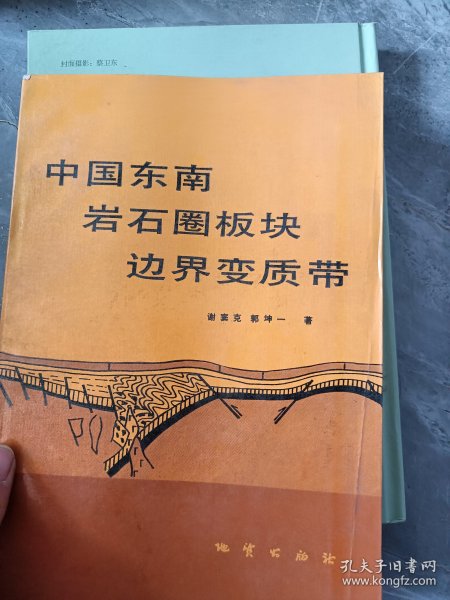 封面摄影：蔡卫东
中国东南
岩石圈板块
边界变质带
谢窦克 郭坤一 著
地质出版社
孔夫子旧书网
www.kongfz.com